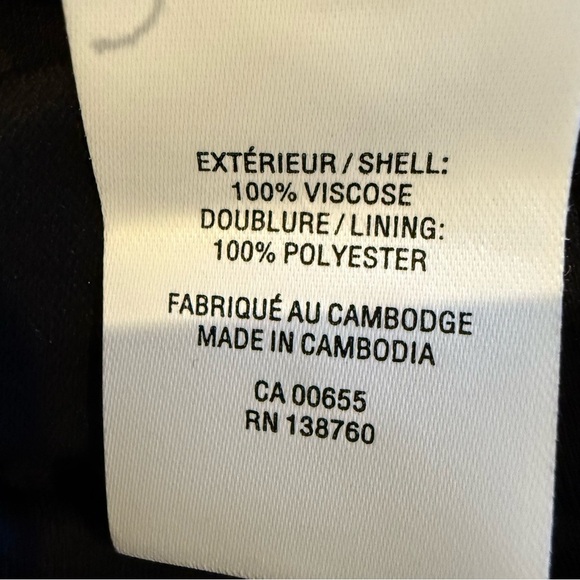 EXTÉRIEUR / SHELL:
100% VISCOSE
DOUBLURE / LINING:
100% POLYESTER
FABRIQUÉ AU CAMBODGE
MADE IN CAMBODIA
CA 00655
RN 138760